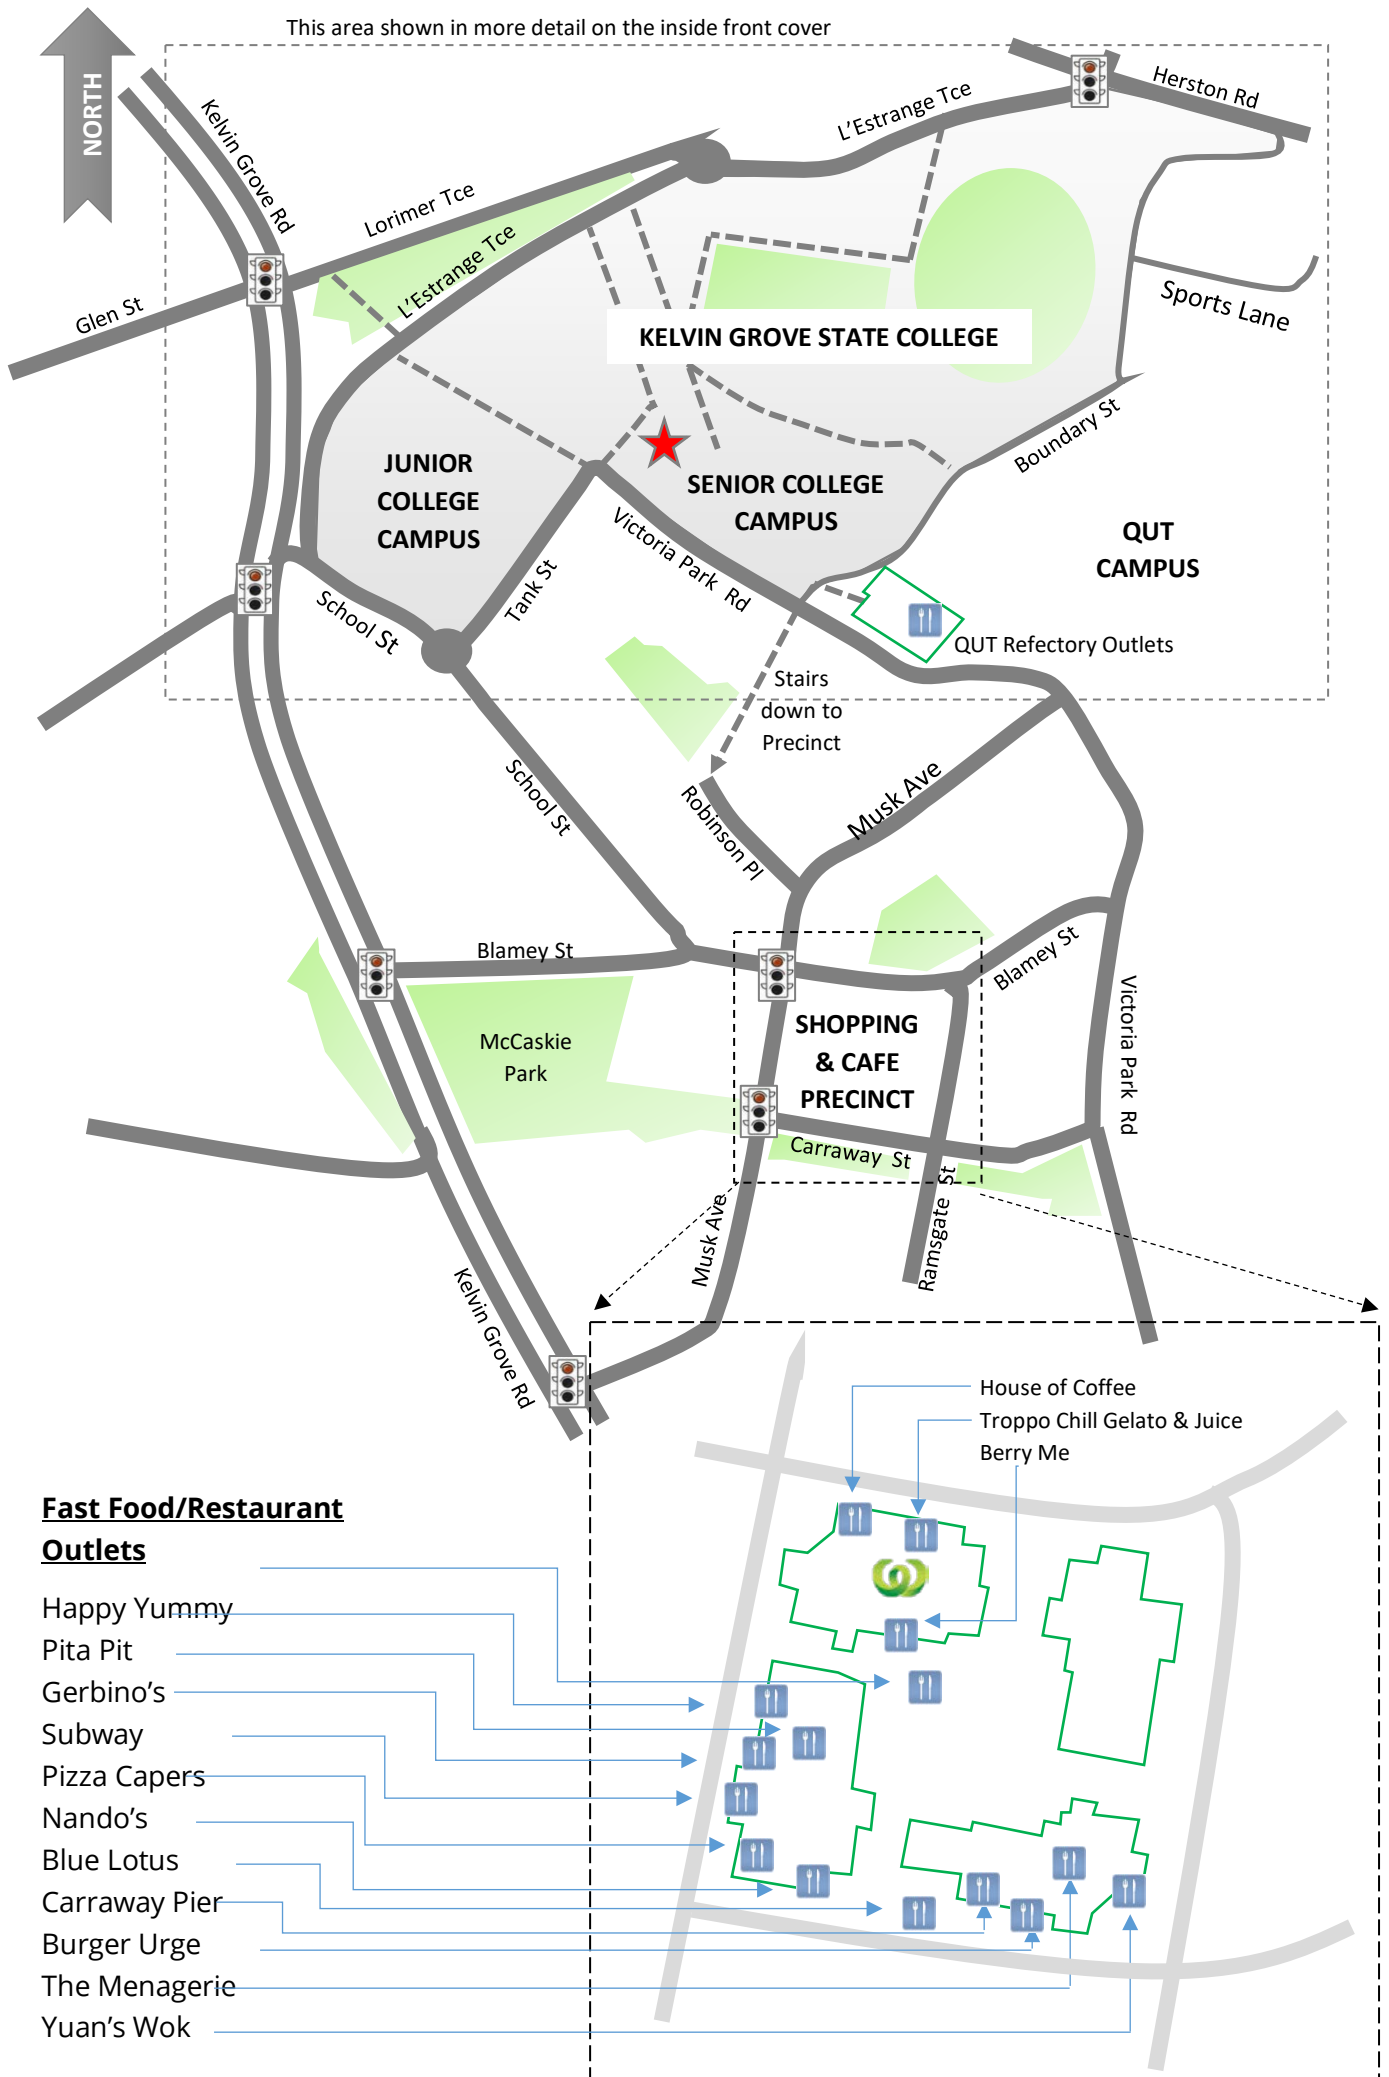 This area shown in more detail on the inside front cover
NORTH
Herston Rd
L'Estrange Tce
Kelvin Grove Rd
Lorimer Tce
L'Estrange Tce
Glen St
Sports Lane
KELVIN GROVE STATE COLLEGE
Boundary St
JUNIOR
COLLEGE
CAMPUS
SENIOR COLLEGE
CAMPUS
QUT
CAMPUS
Victoria Park Rd
Tank St
School St
QUT Refectory Outlets
Stairs
down to
Precinct
School St
Musk Ave
Robinson Pl
Blamey St
Blamey St
Victoria Park Rd
SHOPPING
& CAFE
PRECINCT
McCaskie
Park
Carraway St
Ramsgate St
Musk Ave
Kelvin Grove Rd
House of Coffee
Troppo Chill Gelato & Juice
Berry Me
Fast Food/Restaurant
Outlets
Happy Yummy
Pita Pit
Gerbino's
Subway
Pizza Capers
Nando's
Blue Lotus
Carraway Pier
Burger Urge
The Menagerie
Yuan's Wok